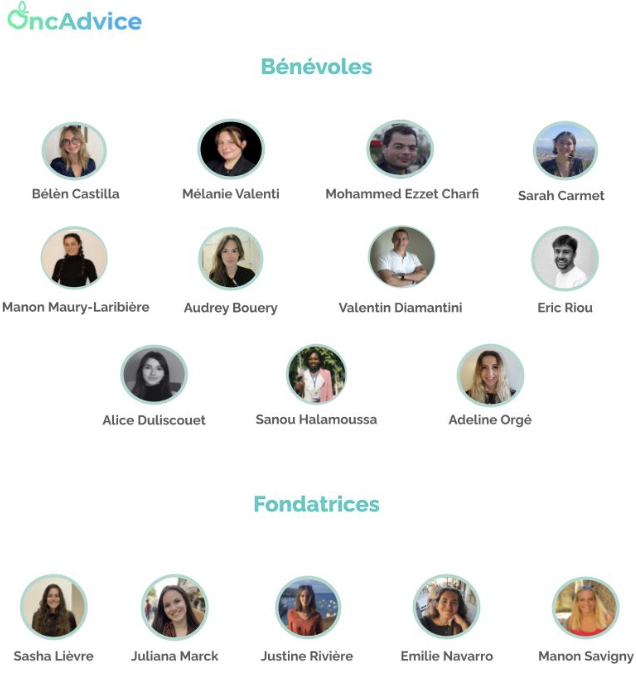 OncAdvice
Bénévoles
Bélèn Castilla
Mélanie Valenti
Mohammed Ezzet Charfi
Sarah Carmet
Manon Maury-Laribière
Audrey Bouery
Valentin Diamantini
Eric Riou
Alice Duliscouet
Sanou Halamoussa
Adeline Orgé
Fondatrices
Sasha Lièvre
Juliana Marck
Justine Rivière
Emilie Navarro
Manon Savigny